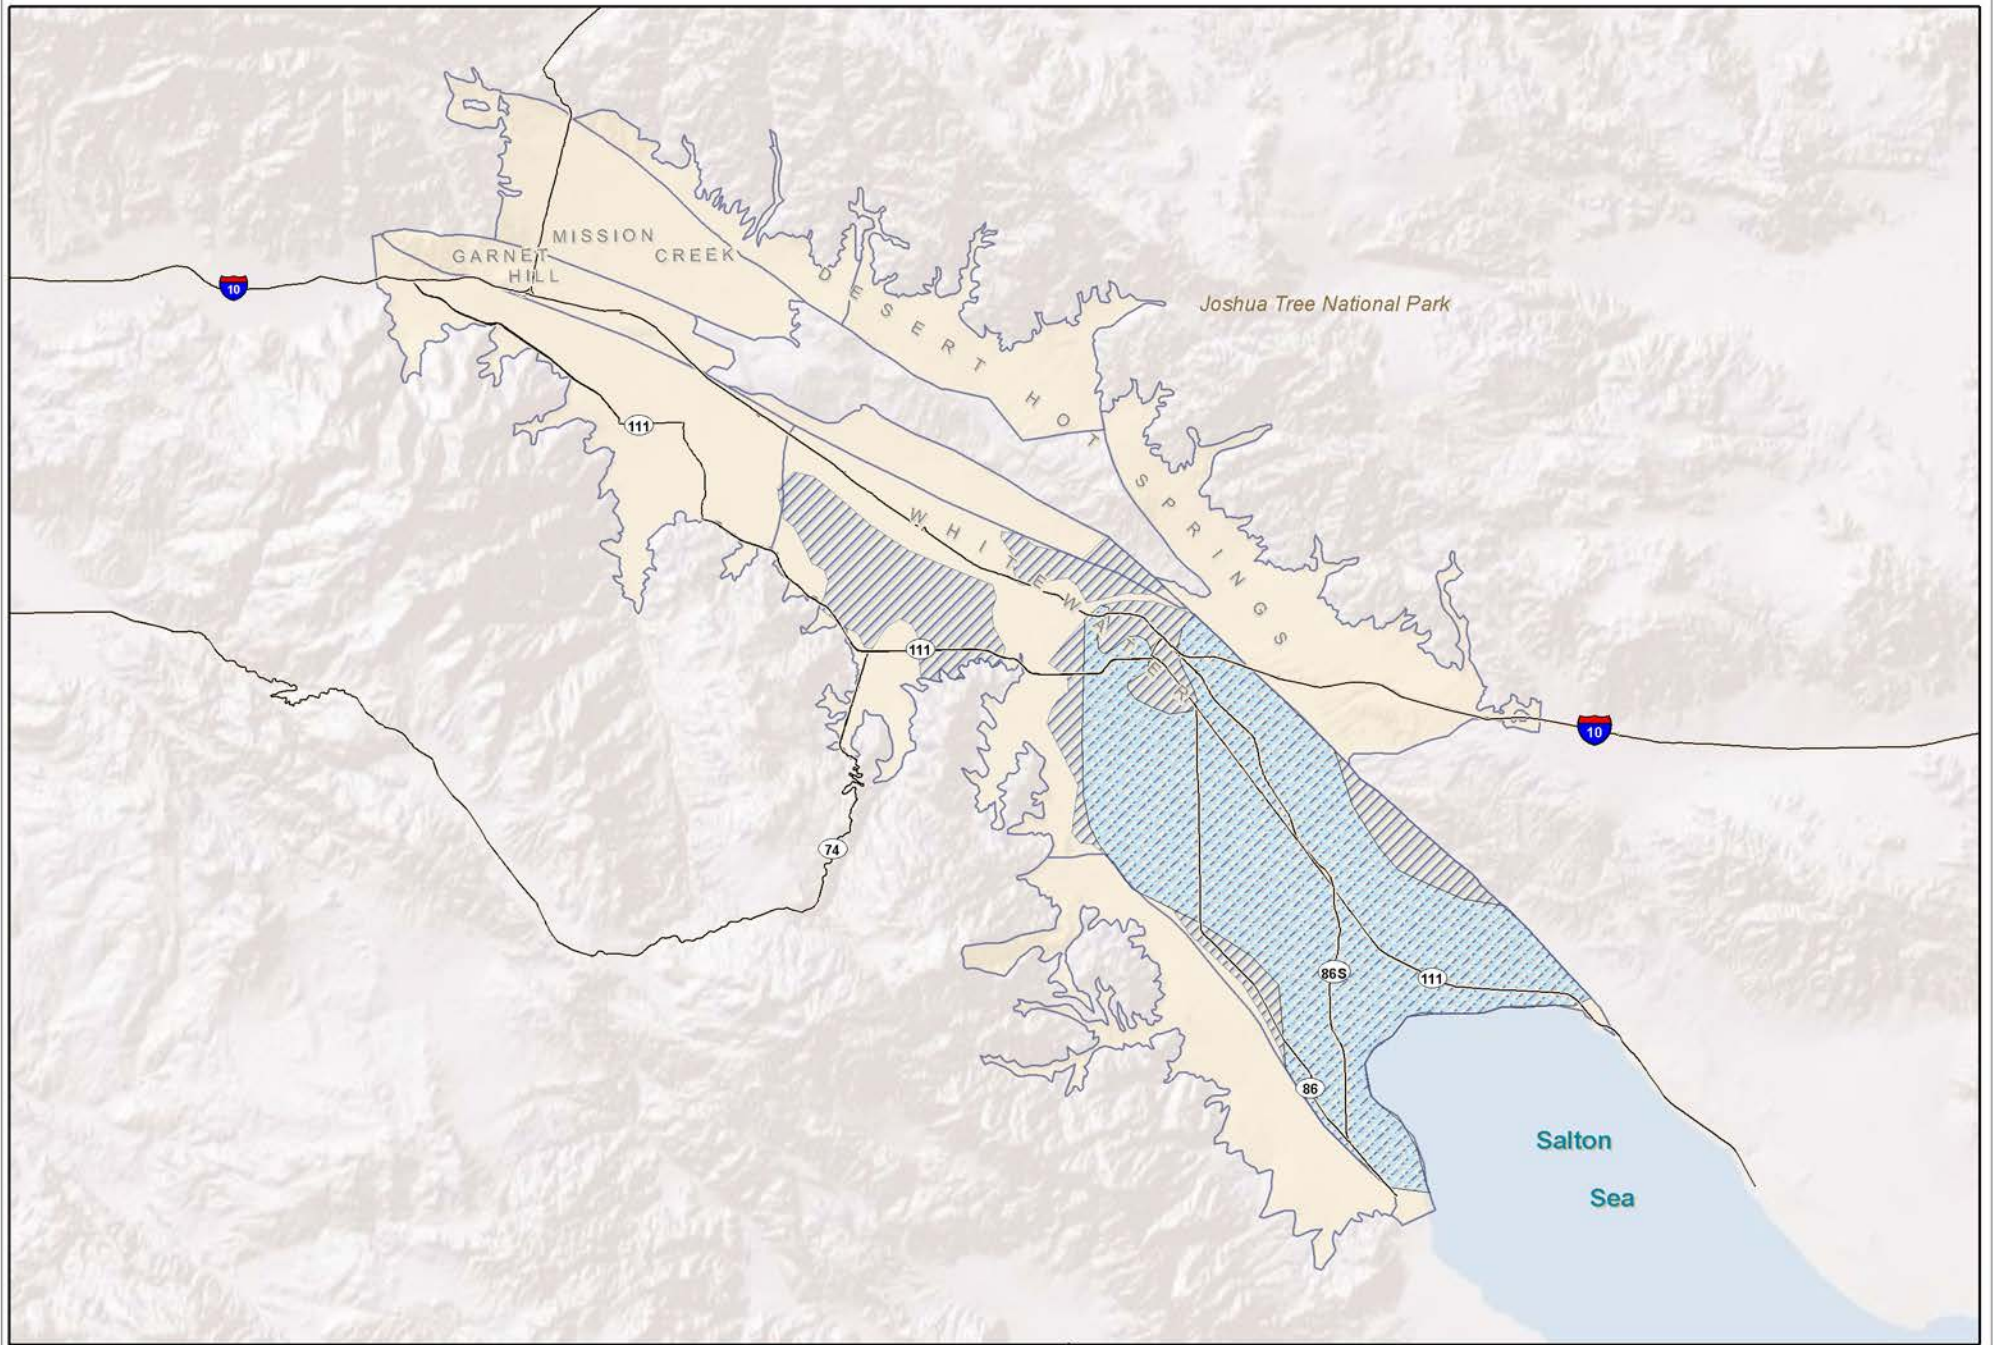 MISSION
CREEK
GARNET
HILL
10
DESERT HOT SPRINGS
Joshua Tree National Park
111
WHITEWATER
111
10
74
86S
111
86
Salton
Sea